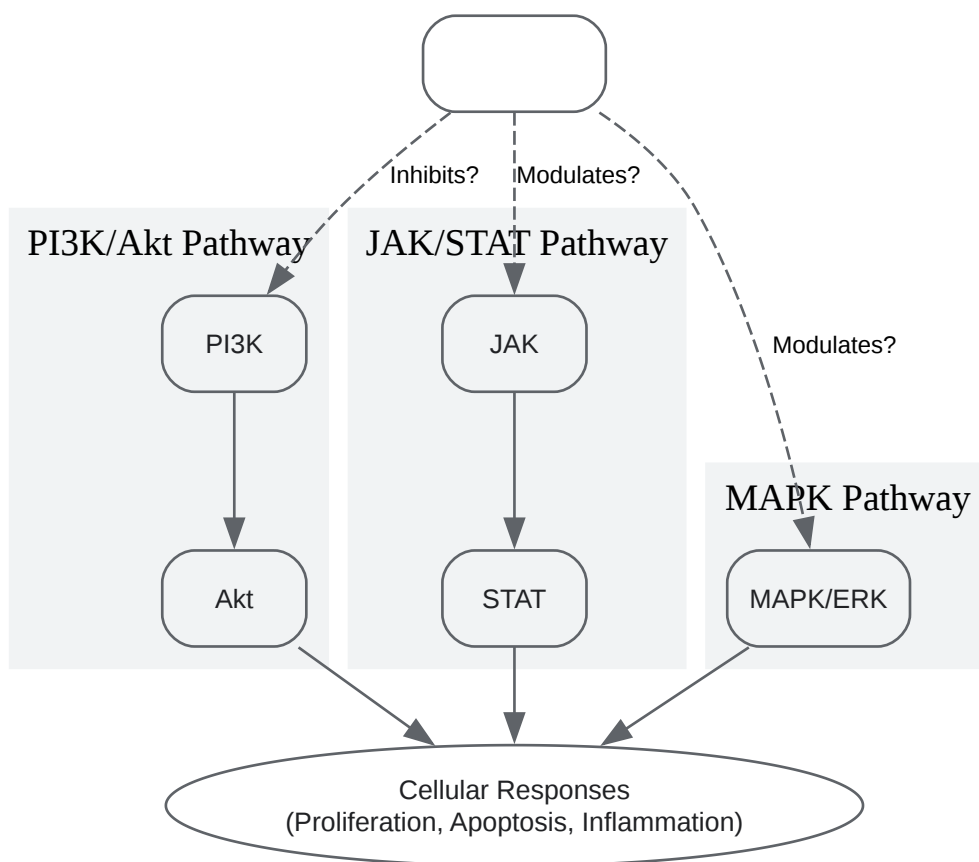 Inhibits?
Modulates?
PI3K/Akt Pathway
JAK/STAT Pathway
PI3K
JAK
Modulates?
MAPK Pathway
Akt
STAT
MAPK/ERK
Cellular Responses
(Proliferation, Apoptosis, Inflammation)